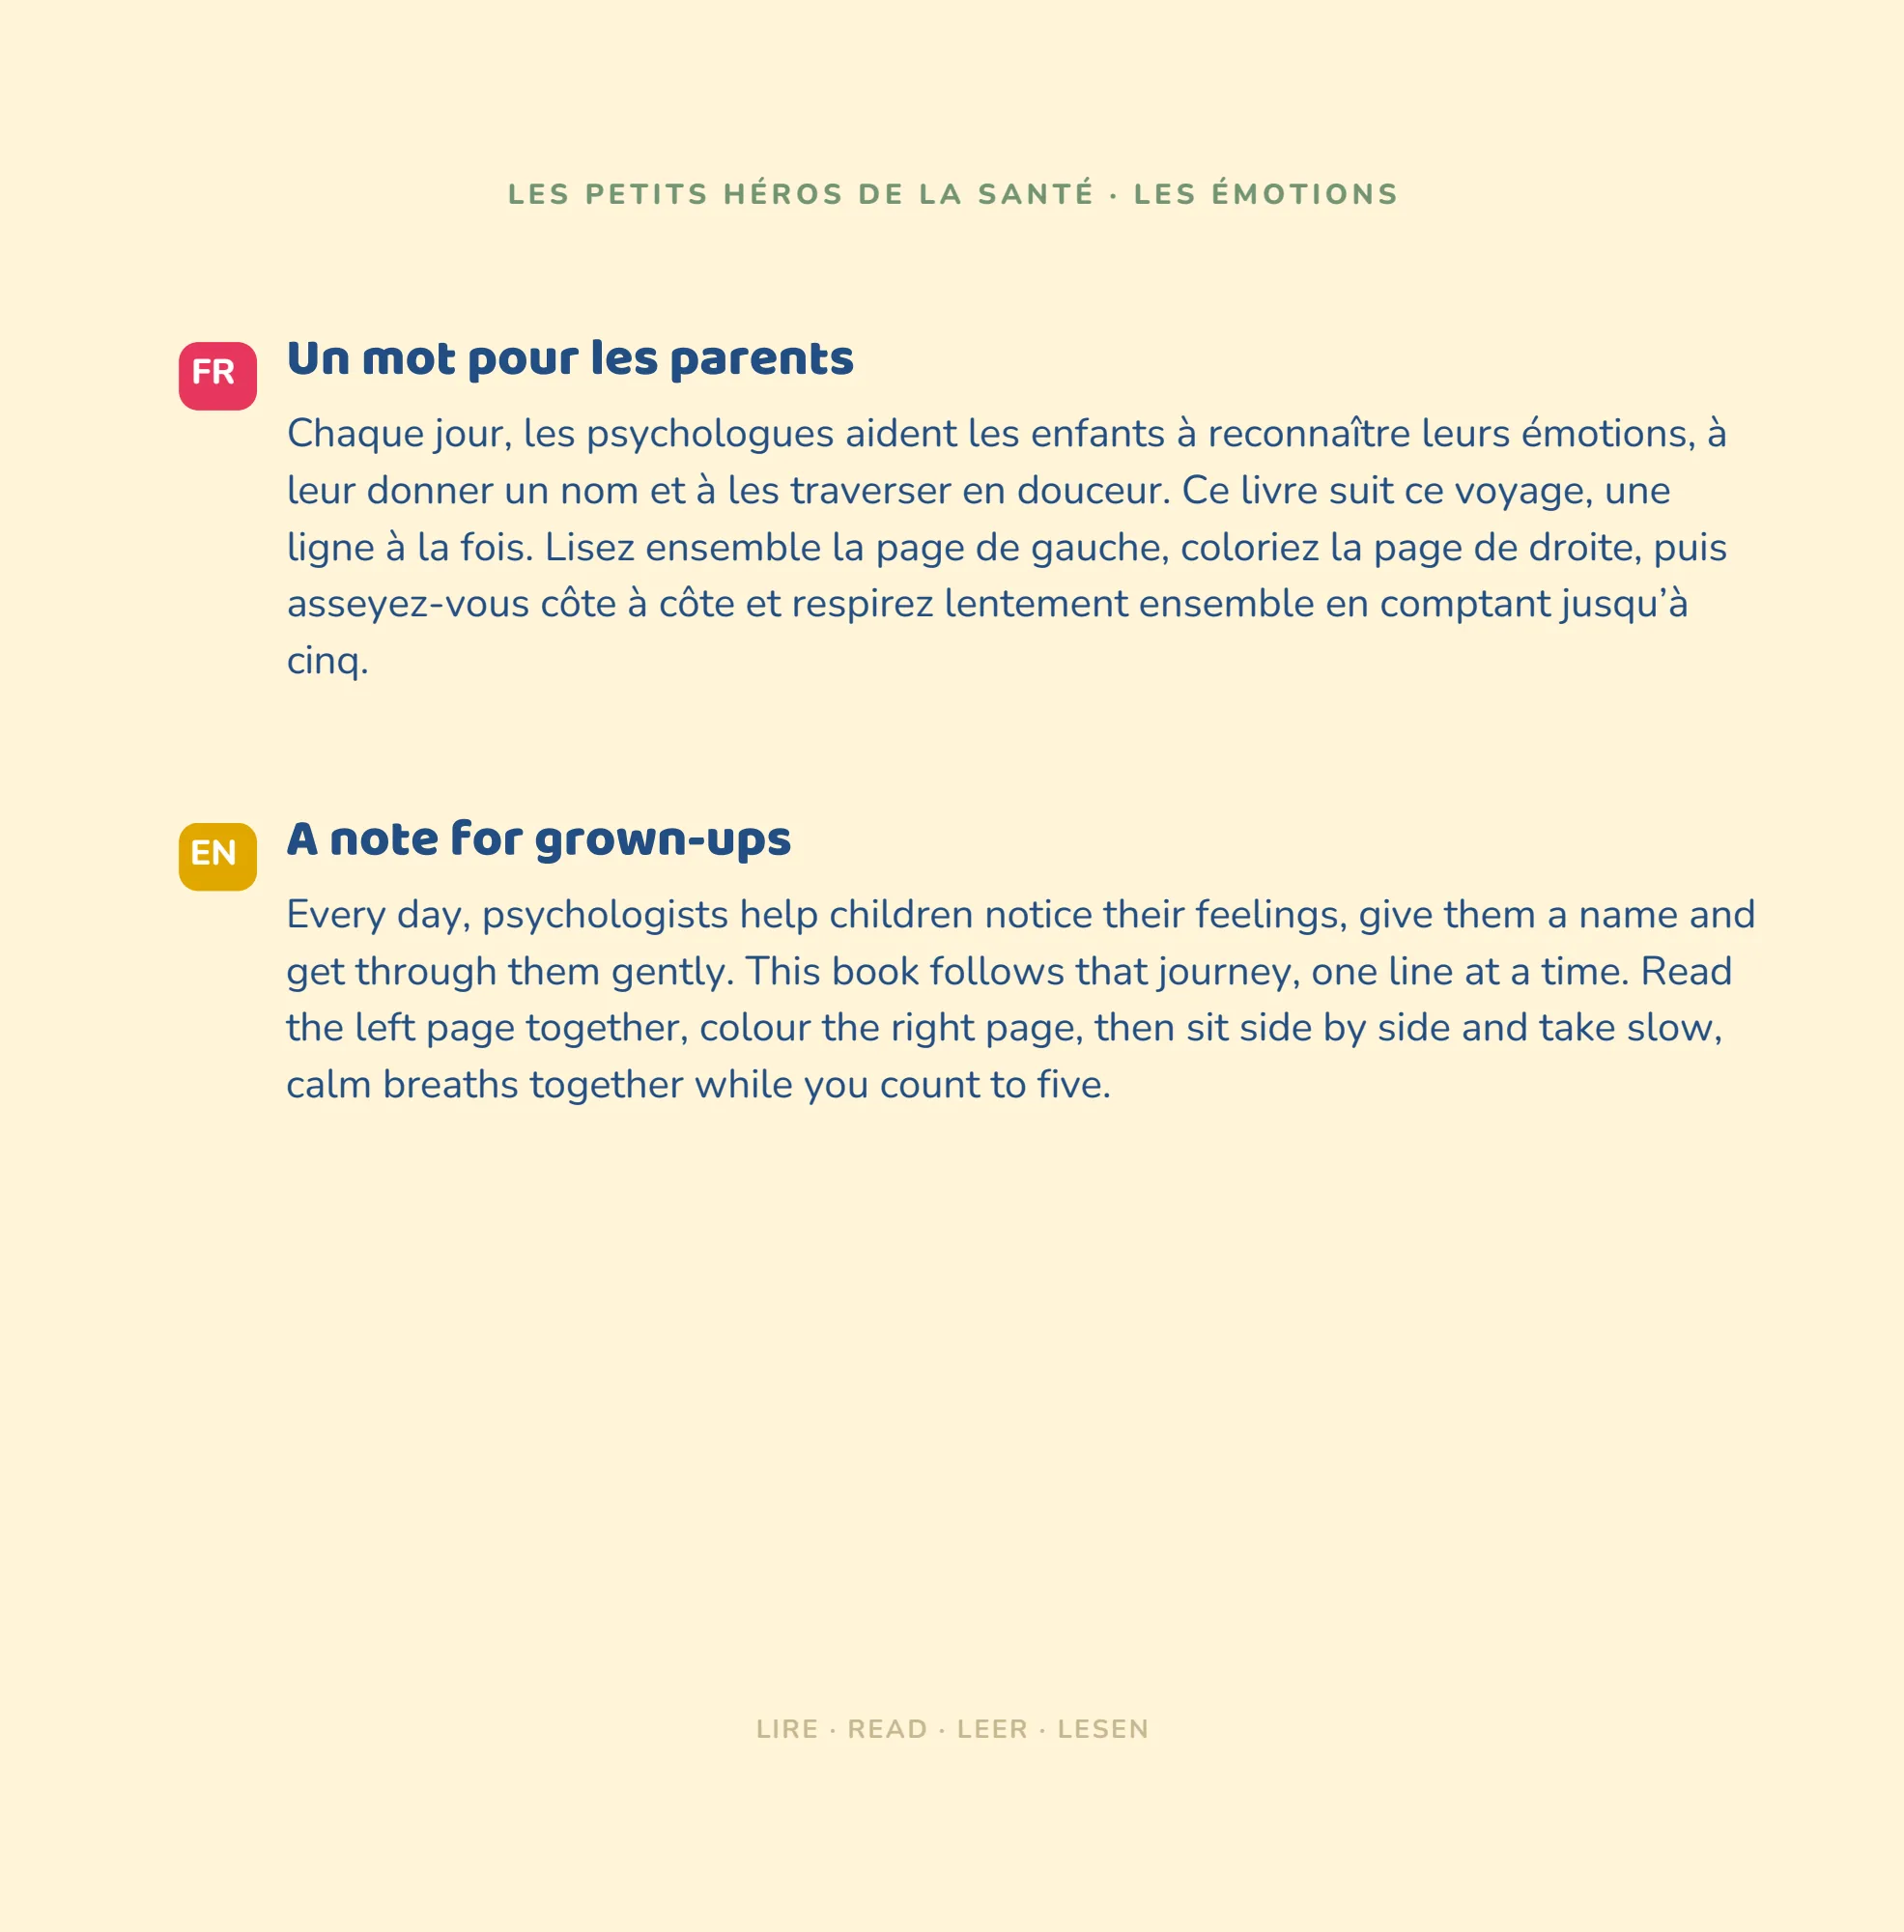 LES PETITS HÉROS DE LA SANTÉ · LES ÉMOTIONS
FR
Un mot pour les parents
Chaque jour, les psychologues aident les enfants à reconnaître leurs émotions, à
leur donner un nom et à les traverser en douceur. Ce livre suit ce voyage, une
ligne à la fois. Lisez ensemble la page de gauche, coloriez la page de droite, puis
asseyez-vous côte à côte et respirez lentement ensemble en comptant jusqu’à
cinq.
EN
A note for grown-ups
Every day, psychologists help children notice their feelings, give them a name and
get through them gently. This book follows that journey, one line at a time. Read
the left page together, colour the right page, then sit side by side and take slow,
calm breaths together while you count to five.
LIRE · READ · LEER · LESEN